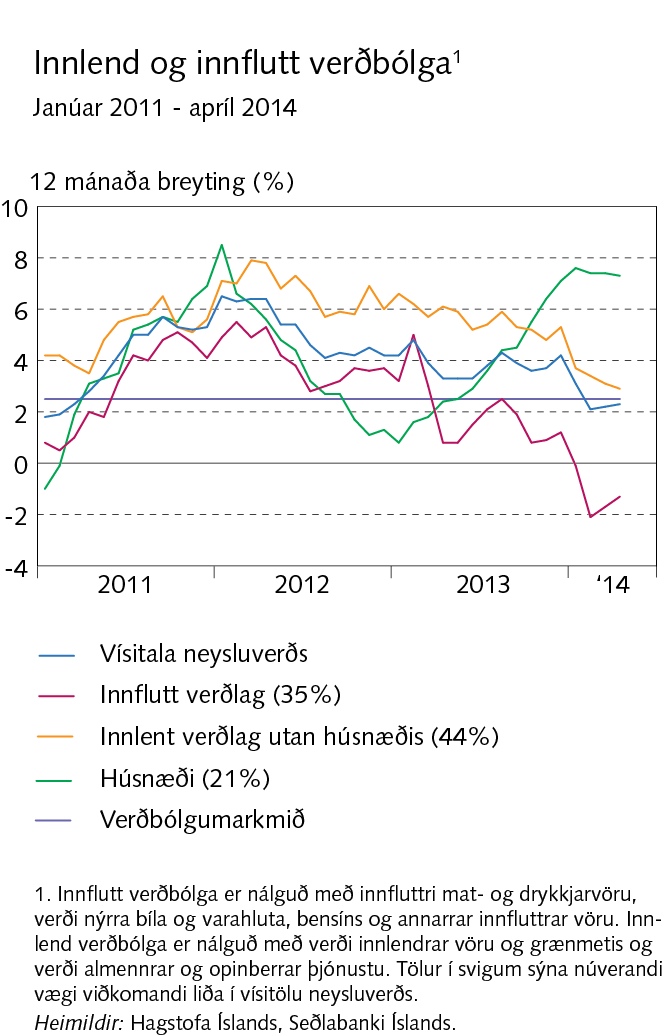 Innlend og innflutt verðbólga¹
Janúar 2011 - apríl 2014
12 mánaða breyting (%)
10
8
6
4
2
0
-2
-4
2011 2012 2013 ‘14
Vísitala neysluverðs
Innflutt verðlag (35%)
Innlent verðlag utan húsnæðis (44%)
Húsnæði (21%)
Verðbólgumarkmið
1. Innflutt verðbólga er nálguð með innfluttri mat- og drykkjarvöru,
verði nýrra bíla og varahluta, bensíns og annarrar innfluttrar vöru. Inn-
lend verðbólga er nálguð með verði innlendrar vöru og grænmetis og
verði almennrar og opinberrar þjónustu. Tölur í svigum sýna núverandi
vægi viðkomandi liða í vísitölu neysluverðs.
Heimildir: Hagstofa Íslands, Seðlabanki Íslands.